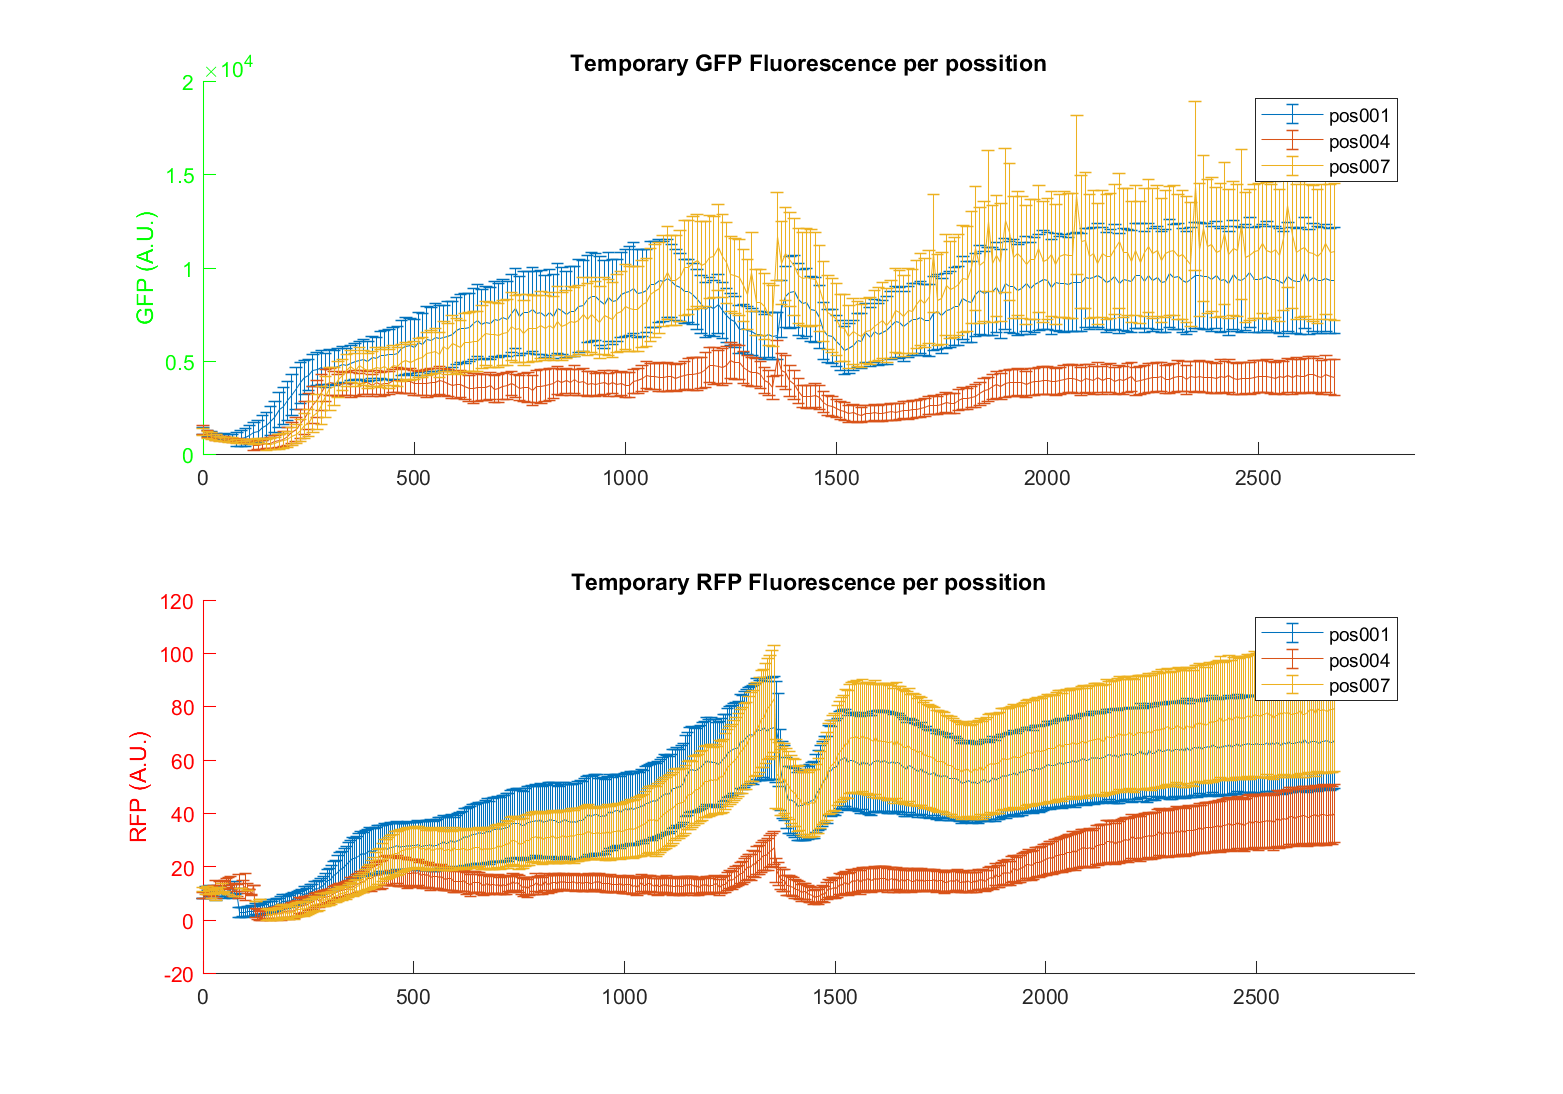 Temporary GFP Fluorescence per possition
×10^4
2
1.5
1
0.5
0
GFP (A.U.)
0 500 1000 1500 2000 2500
pos001
pos004
pos007
Temporary RFP Fluorescence per possition
120
100
80
60
40
20
0
-20
RFP (A.U.)
0 500 1000 1500 2000 2500
pos001
pos004
pos007